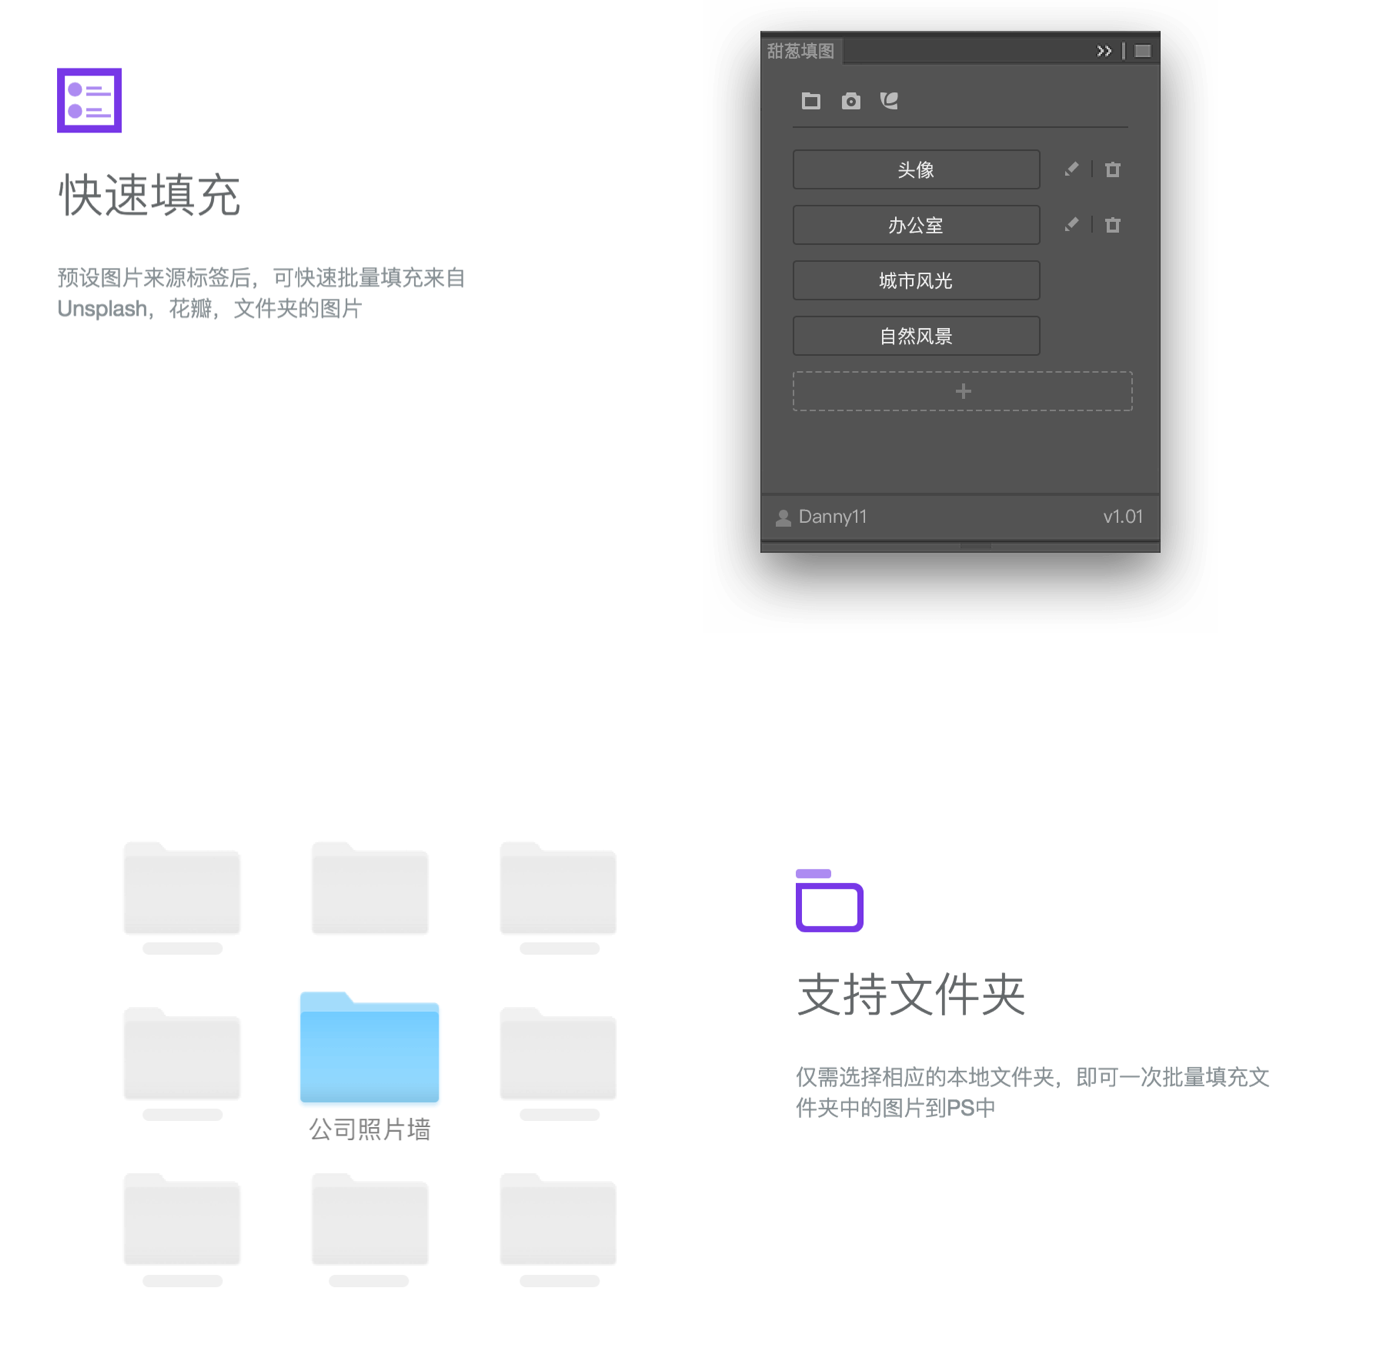 快速填充
预设图片来源标签后，可快速批量填充来自
Unsplash，花瓣，文件夹的图片
甜葱填图
头像
办公室
城市风光
自然风景
+
Danny11
v1.01
公司照片墙
支持文件夹
仅需选择相应的本地文件夹，即可一次批量填充文
件夹中的图片到PS中